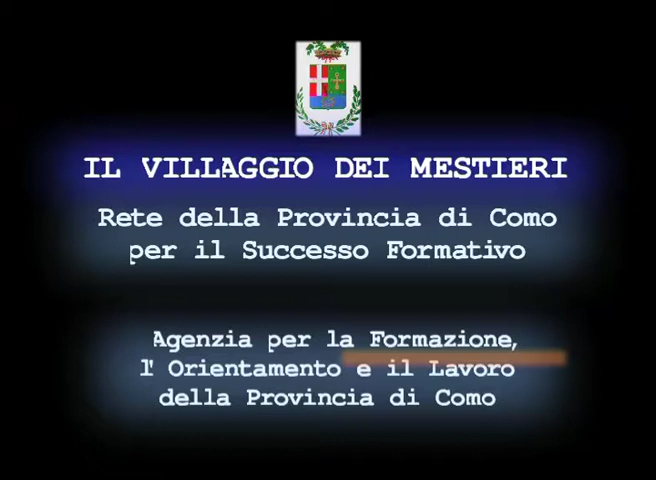 IL VILLAGGIO DEI MESTIERI
Rete della Provincia di Como
per il Successo Formativo
Agenzia per la Formazione,
l' Orientamento e il Lavoro
della Provincia di Como